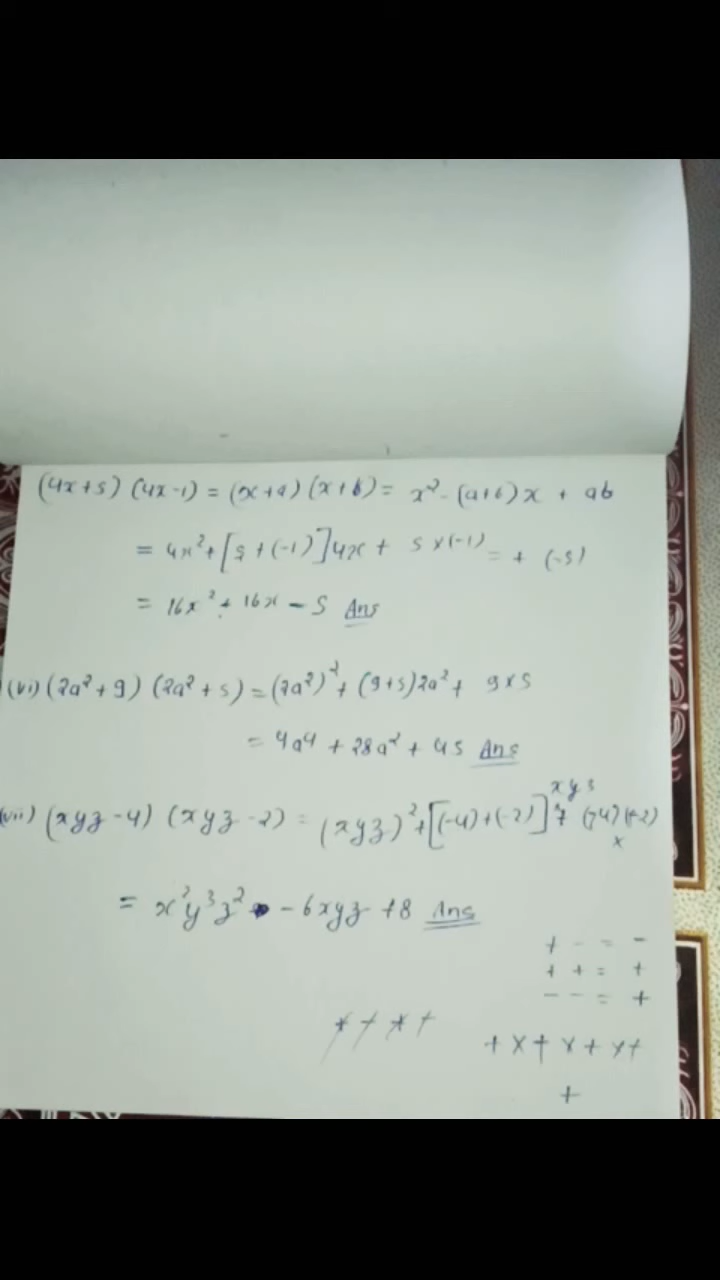 (4x+5) (4x-1) = (x+a) (x+b) = x² - (a+b)x + ab
= 4x² + [5+(-1)]4x + 5×(-1) = + (-5)
= 16x² + 16x - 5 Ans
(vi) (2a²+9) (2a²+5) = (2a²)² + (9+5)2a² + 9×5
= 4a⁴ + 28a² + 45 Ans
(vii) (xyz-4) (xyz-2) = (xyz)² + [(-4)+(-2)] xyz + (-4)×(-2)
= x²y³z² - 6xyz + 8 Ans
+ - = -
+ + = +
- - = +
+ × + × + × +
+